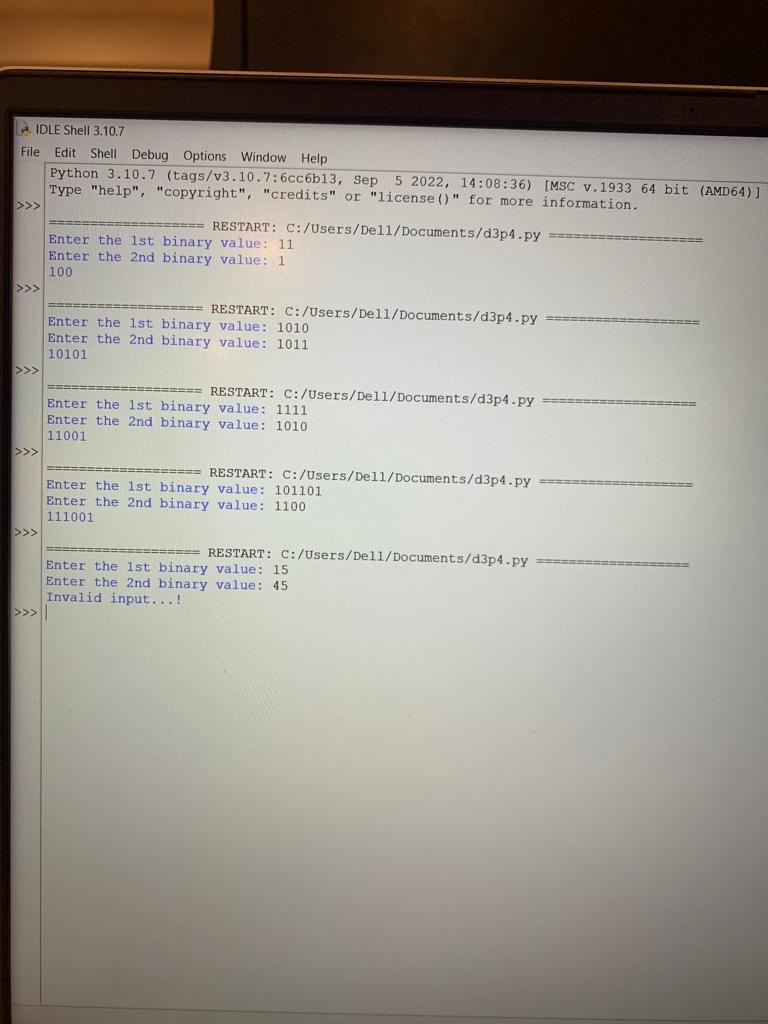 IDLE Shell 3.10.7
File Edit Shell Debug Options Window Help
Python 3.10.7 (tags/v3.10.7:6cc6b13, Sep  5 2022, 14:08:36) [MSC v.1933 64 bit (AMD64)]
Type "help", "copyright", "credits" or "license()" for more information.
>>>
=================== RESTART: C:/Users/Dell/Documents/d3p4.py ===================
Enter the 1st binary value: 11
Enter the 2nd binary value: 1
100
>>>
=================== RESTART: C:/Users/Dell/Documents/d3p4.py ===================
Enter the 1st binary value: 1010
Enter the 2nd binary value: 1011
10101
>>>
=================== RESTART: C:/Users/Dell/Documents/d3p4.py ===================
Enter the 1st binary value: 1111
Enter the 2nd binary value: 1010
11001
>>>
=================== RESTART: C:/Users/Dell/Documents/d3p4.py ===================
Enter the 1st binary value: 101101
Enter the 2nd binary value: 1100
111001
>>>
=================== RESTART: C:/Users/Dell/Documents/d3p4.py ===================
Enter the 1st binary value: 15
Enter the 2nd binary value: 45
Invalid input...!
>>>